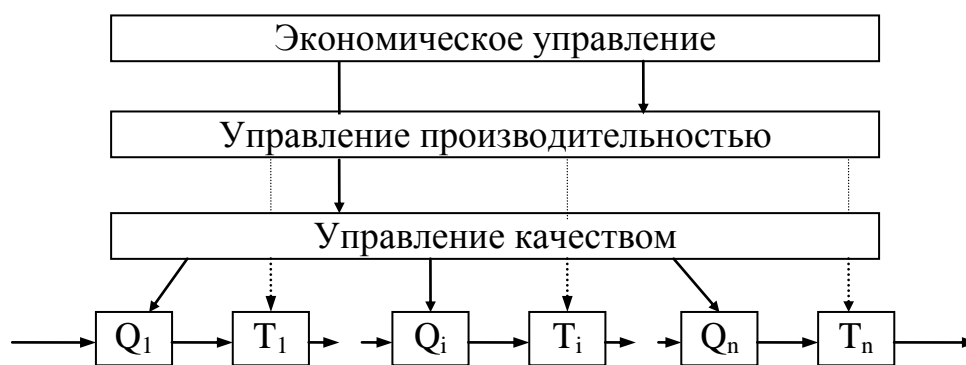 Экономическое управление
Управление производительностью
Управление качеством
Q₁ T₁ Qᵢ Tᵢ Qₙ Tₙ